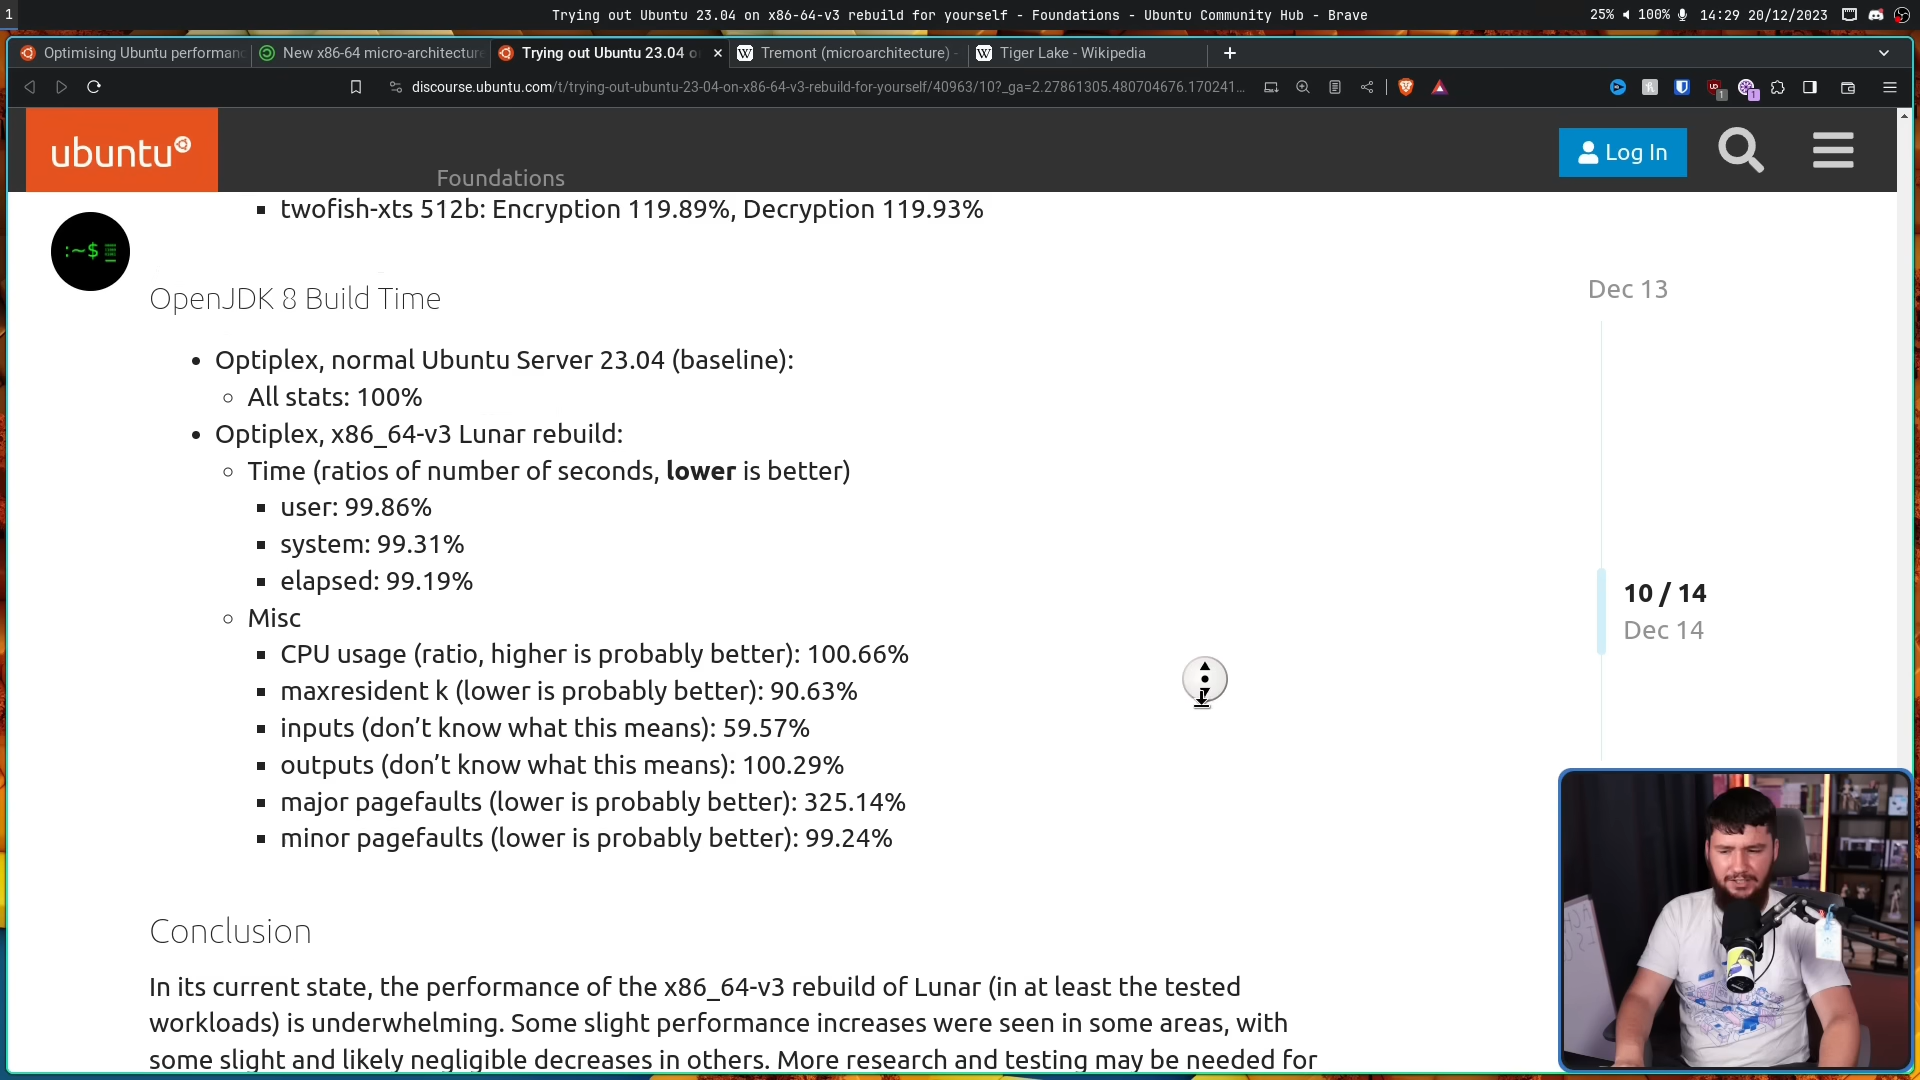 1
Trying out Ubuntu 23.04 on x86-64-v3 rebuild for yourself - Foundations - Ubuntu Community Hub - Brave
25% 100% 14:29 20/12/2023
Optimising Ubuntu performan
New x86-64 micro-architecture
Trying out Ubuntu 23.04 o
Tremont (microarchitecture) -
Tiger Lake - Wikipedia
discourse.ubuntu.com/t/trying-out-ubuntu-23-04-on-x86-64-v3-rebuild-for-yourself/40963/10?_ga=2.27861305.480704676.170241...
ubuntu
Foundations
Log In
twofish-xts 512b: Encryption 119.89%, Decryption 119.93%
:~$
OpenJDK 8 Build Time
Optiplex, normal Ubuntu Server 23.04 (baseline):
All stats: 100%
Optiplex, x86_64-v3 Lunar rebuild:
Time (ratios of number of seconds, lower is better)
user: 99.86%
system: 99.31%
elapsed: 99.19%
Misc
CPU usage (ratio, higher is probably better): 100.66%
maxresident k (lower is probably better): 90.63%
inputs (don’t know what this means): 59.57%
outputs (don’t know what this means): 100.29%
major pagefaults (lower is probably better): 325.14%
minor pagefaults (lower is probably better): 99.24%
Dec 13
10 / 14
Dec 14
Conclusion
In its current state, the performance of the x86_64-v3 rebuild of Lunar (in at least the tested
workloads) is underwhelming. Some slight performance increases were seen in some areas, with
some slight and likely negligible decreases in others. More research and testing may be needed for